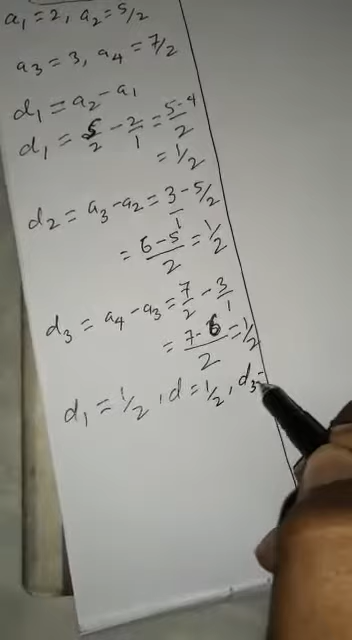 a₁ = 2, a₂ = 5/2
a₃ = 3, a₄ = 7/2
d₁ = a₂ - a₁
d₁ = 5/2 - 2/1 = 5-4/2
= 1/2
d₂ = a₃ - a₂ = 3/1 - 5/2
= 6-5/2 = 1/2
d₃ = a₄ - a₃ = 7/2 - 3/1
= 7-6/2 = 1/2
d₁ = 1/2, d = 1/2, d₃ =